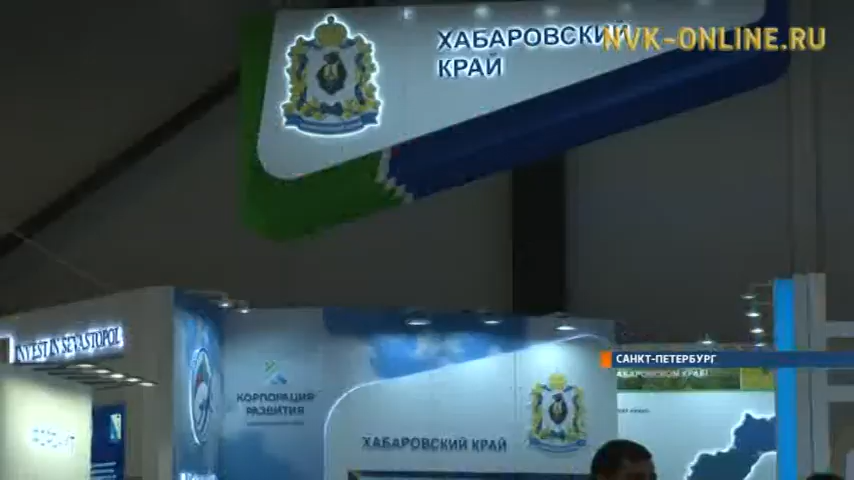 ХАБАРОВСКИЙ
КРАЙ
NVK-ONLINE.RU
INVEST IN SEVASTOPOL
КОРПОРАЦИЯ
РАЗВИТИЯ
САНКТ-ПЕТЕРБУРГ
ХАБАРОВСКИЙ КРАЙ